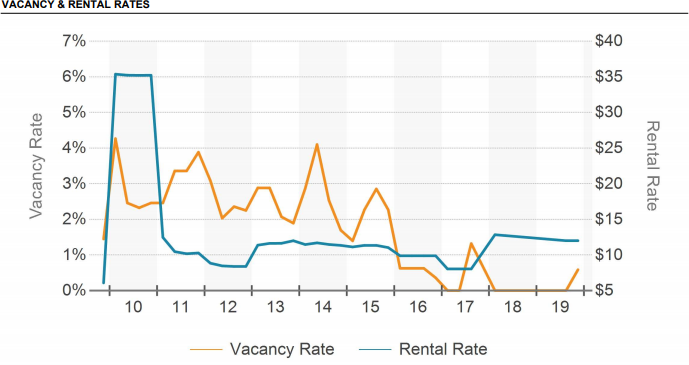 VACANCY & RENTAL RATES
7% $40
6% $35
5% $30
4% $25
3% $20
2% $15
1% $10
0% $5
Vacancy Rate
Rental Rate
10 11 12 13 14 15 16 17 18 19
Vacancy Rate Rental Rate